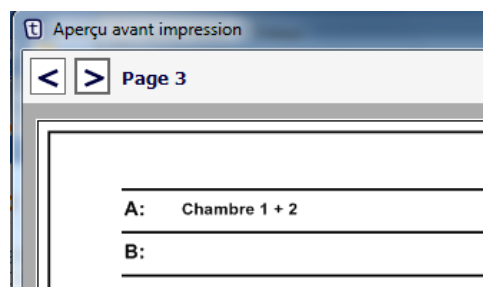 t Aperçu avant impression
< > Page 3
A: Chambre 1 + 2
B: